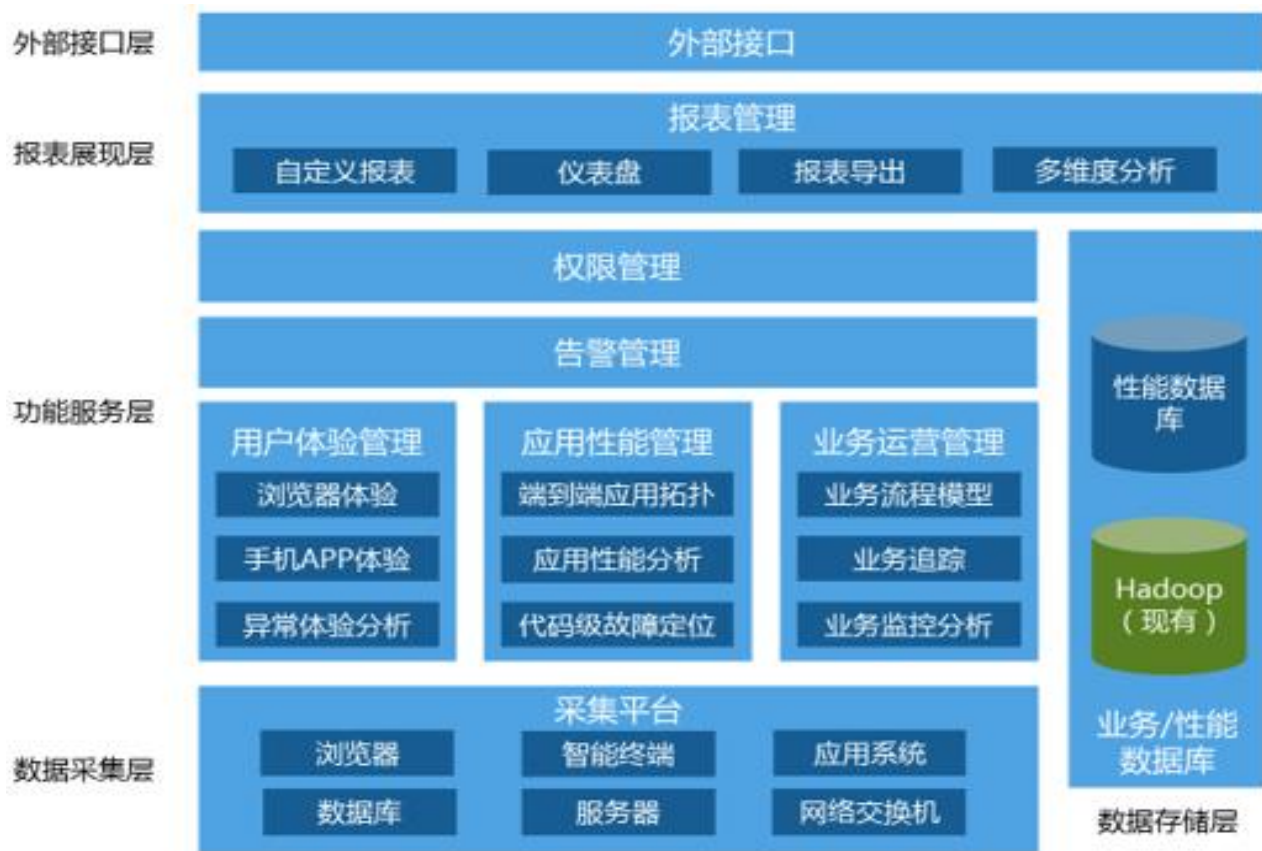 外部接口层
外部接口
报表展现层
报表管理
自定义报表
仪表盘
报表导出
多维度分析
功能服务层
权限管理
告警管理
用户体验管理
浏览器体验
手机APP体验
异常体验分析
应用性能管理
端到端应用拓扑
应用性能分析
代码级故障定位
业务运营管理
业务流程模型
业务追踪
业务监控分析
数据采集层
采集平台
浏览器
智能终端
应用系统
数据库
服务器
网络交换机
性能数据
库
Hadoop
（现有）
业务/性能
数据库
数据存储层